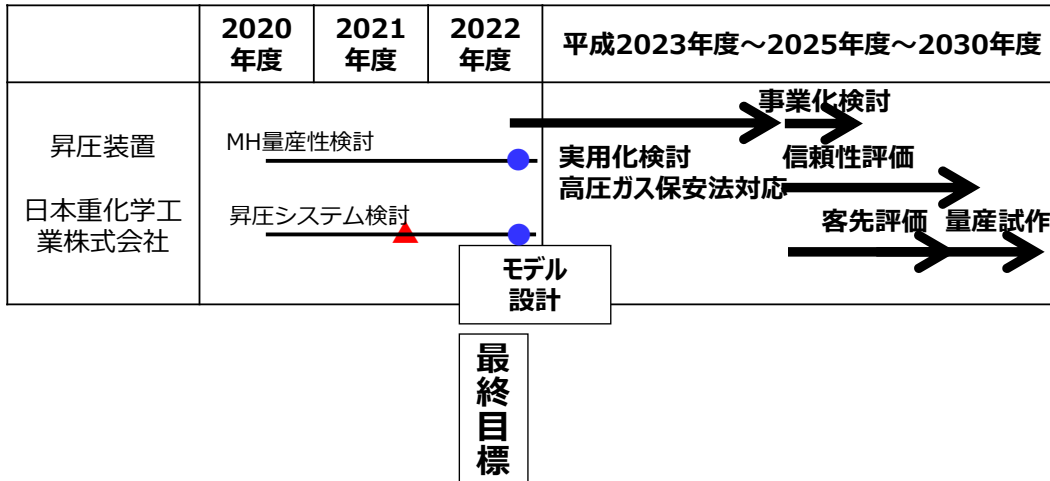 2020
年度
2021
年度
2022
年度
平成2023年度～2025年度～2030年度
昇圧装置
日本重化学工
業株式会社
MH量産性検討
昇圧システム検討
事業化検討
実用化検討
高圧ガス保安法対応
信頼性評価
客先評価 量産試作
モデル
設計
最
終
目
標